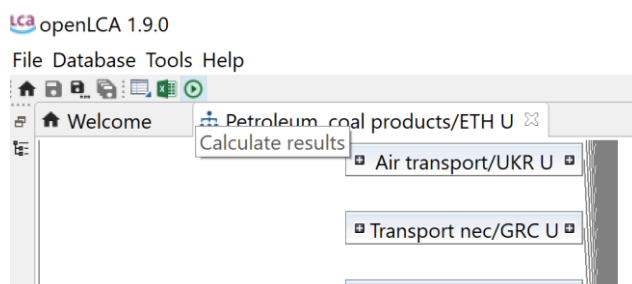 LCa openLCA 1.9.0
File Database Tools Help
Welcome Petroleum, coal products/ETH U
Calculate results
Air transport/UKR U
Transport nec/GRC U